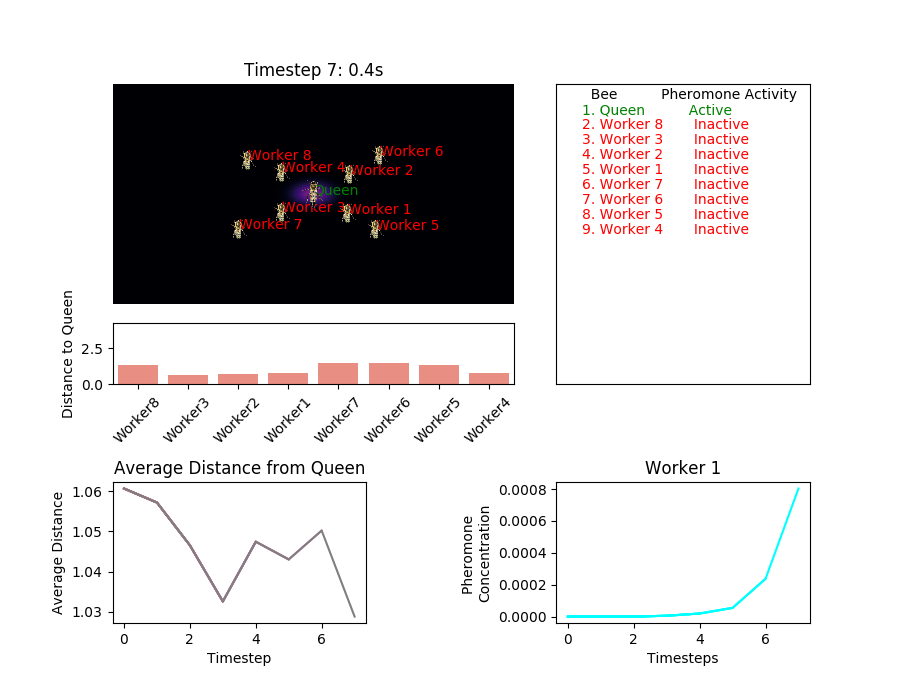 Timestep 7: 0.4s
Worker 8
Worker 6
Worker 4
Worker 2
Queen
Worker 3
Worker 1
Worker 7
Worker 5
Bee Pheromone Activity
1. Queen Active
2. Worker 8 Inactive
3. Worker 3 Inactive
4. Worker 2 Inactive
5. Worker 1 Inactive
6. Worker 7 Inactive
7. Worker 6 Inactive
8. Worker 5 Inactive
9. Worker 4 Inactive
Distance to Queen
2.5
0.0
Worker8
Worker3
Worker2
Worker1
Worker7
Worker6
Worker5
Worker4
Average Distance from Queen
Average Distance
1.06
1.05
1.04
1.03
0 2 4 6
Timestep
Worker 1
Pheromone
Concentration
0.0008
0.0006
0.0004
0.0002
0.0000
0 2 4 6
Timesteps